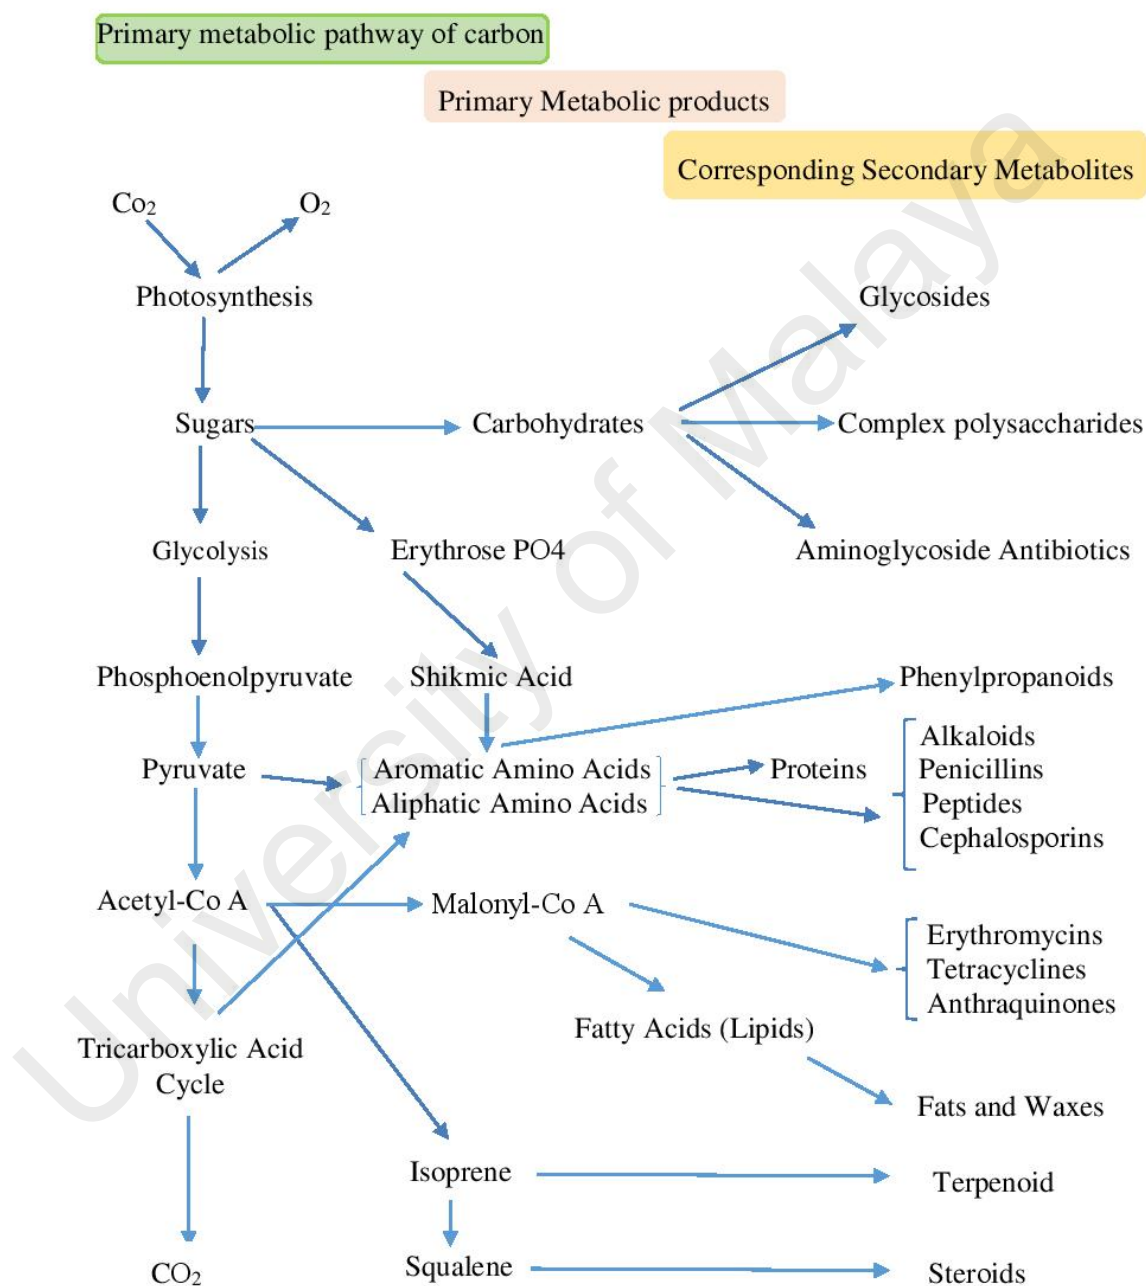 Primary metabolic pathway of carbon
Primary Metabolic products
Corresponding Secondary Metabolites
Co₂
O₂
Photosynthesis
Glycosides
Sugars
Carbohydrates
Complex polysaccharides
Glycolysis
Erythrose PO4
Aminoglycoside Antibiotics
Phosphoenolpyruvate
Shikmic Acid
Phenylpropanoids
Alkaloids
Penicillins
Peptides
Cephalosporins
Pyruvate
Aromatic Amino Acids
Aliphatic Amino Acids
Proteins
Acetyl-Co A
Malonyl-Co A
Erythromycins
Tetracyclines
Anthraquinones
Fatty Acids (Lipids)
Tricarboxylic Acid
Cycle
Fats and Waxes
Isoprene
Terpenoid
CO₂
Squalene
Steroids
University of Malaya